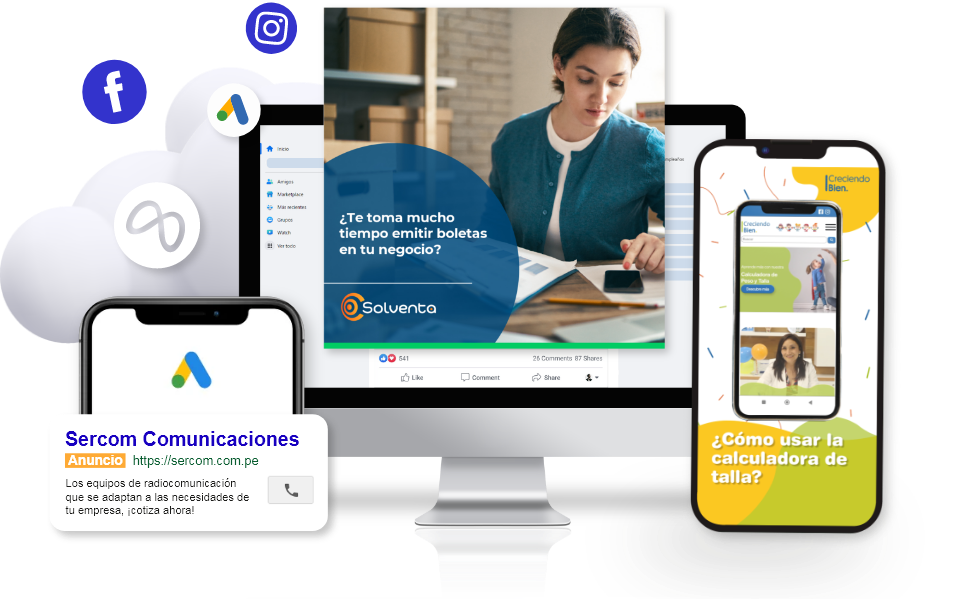 Inicio
Amigos
Marketplace
Más recientes
Grupos
Watch
Ver todo
¿Te toma mucho
tiempo emitir boletas
en tu negocio?
Solventa
541
26 Comments 87 Shares
Like
Comment
Share
Sercom Comunicaciones
Anuncio https://sercom.com.pe
Los equipos de radiocomunicación
que se adaptan a las necesidades de
tu empresa, ¡cotiza ahora!
Creciendo
Bien.
Creciendo
Bien.
Buscar
Calculadora de
Peso y Talla
¿Cómo usar la
calculadora de
talla?